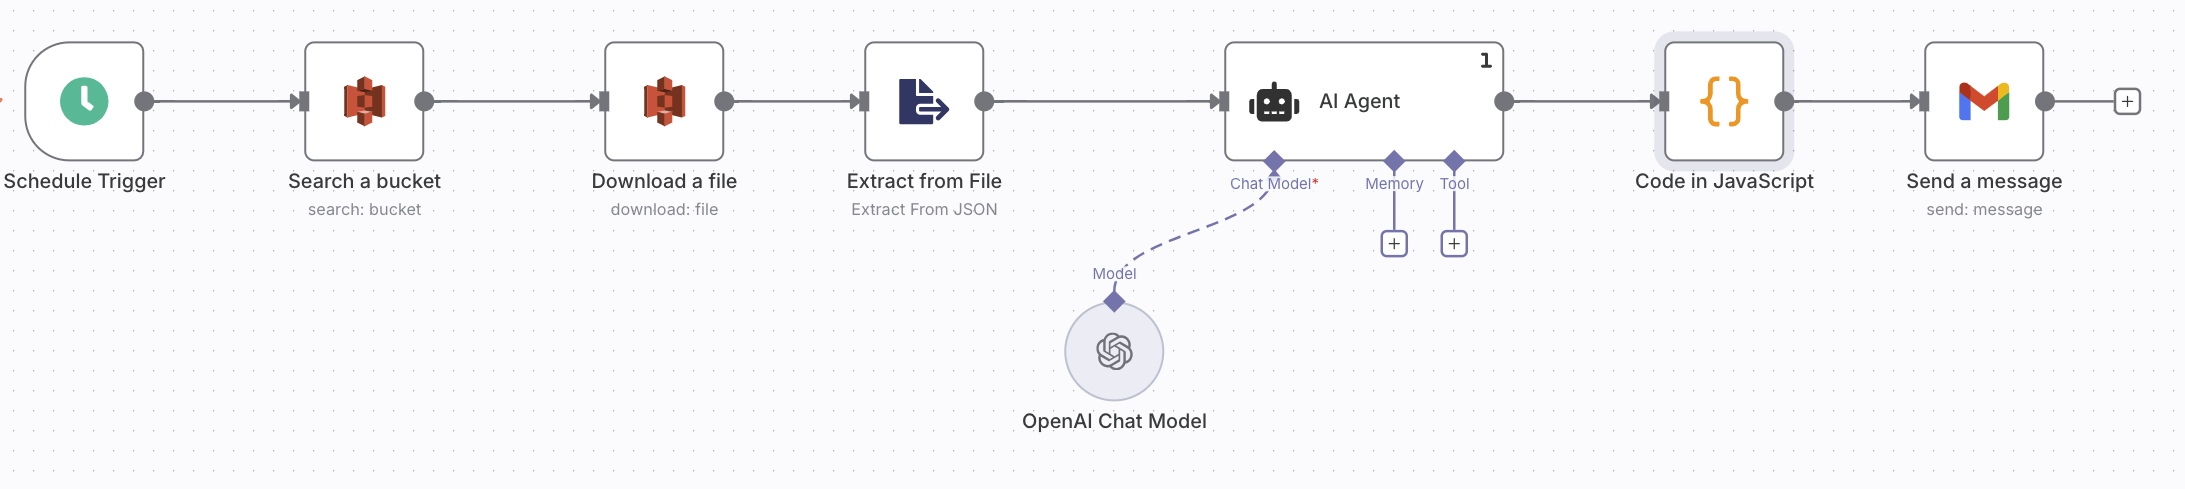 1
AI Agent
Schedule Trigger
Search a bucket
search: bucket
Download a file
download: file
Extract from File
Extract From JSON
Chat Model*
Memory
Tool
Code in JavaScript
Send a message
send: message
+
+
+
Model
OpenAI Chat Model